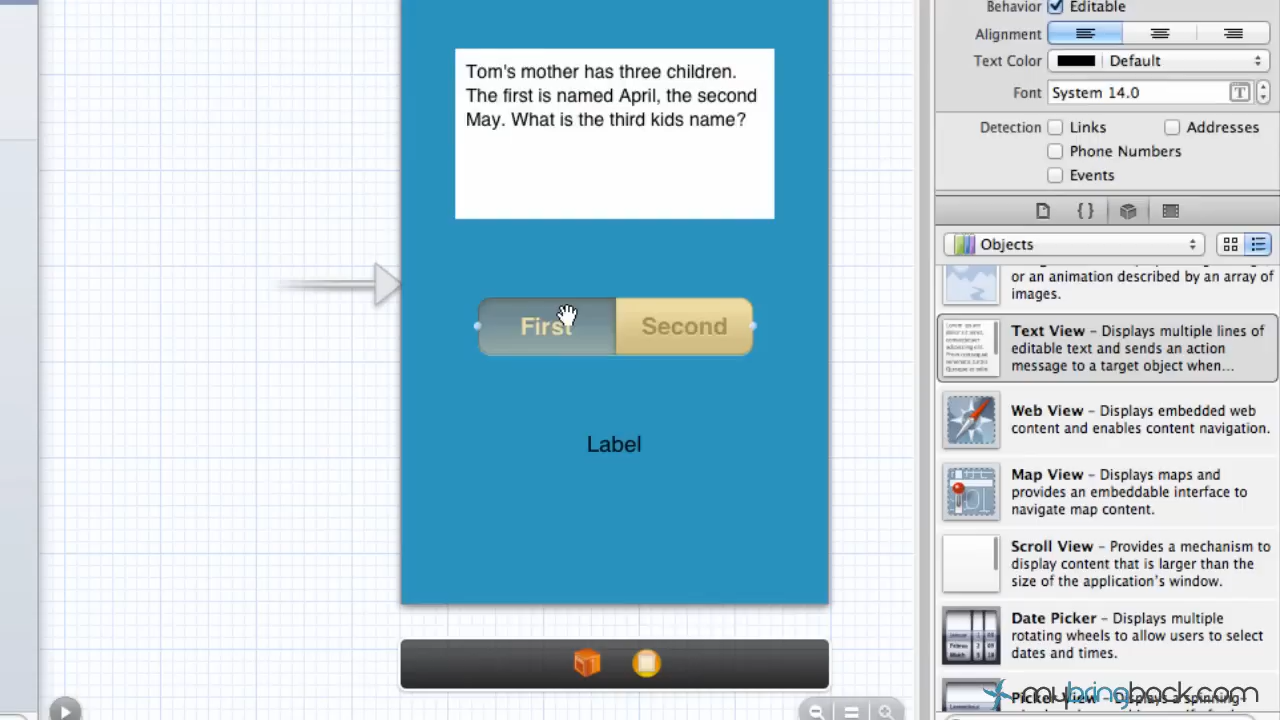 Behavior Editable
Alignment
Text Color Default
Font System 14.0 T
Detection Links Addresses
Phone Numbers
Events
Tom's mother has three children.
The first is named April, the second
May. What is the third kids name?
First Second
Label
Objects
or an animation described by an array of
images.
Text View – Displays multiple lines of
editable text and sends an action
message to a target object when...
Web View – Displays embedded web
content and enables content navigation.
Map View – Displays maps and
provides an embeddable interface to
navigate map content.
Scroll View – Provides a mechanism to
display content that is larger than the
size of the application's window.
Date Picker – Displays multiple
rotating wheels to allow users to select
dates and times.
Picker View – Displays a spinning
mybringback.com